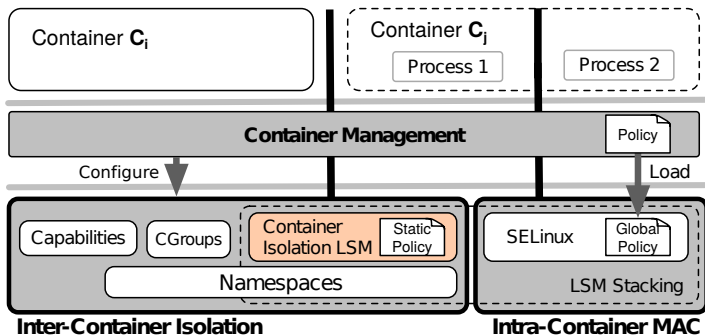 Container Ci
Container Cj
Process 1
Process 2
Container Management
Policy
Configure
Load
Capabilities
CGroups
Container
Isolation LSM
Static
Policy
Namespaces
SELinux
Global
Policy
LSM Stacking
Inter-Container Isolation
Intra-Container MAC